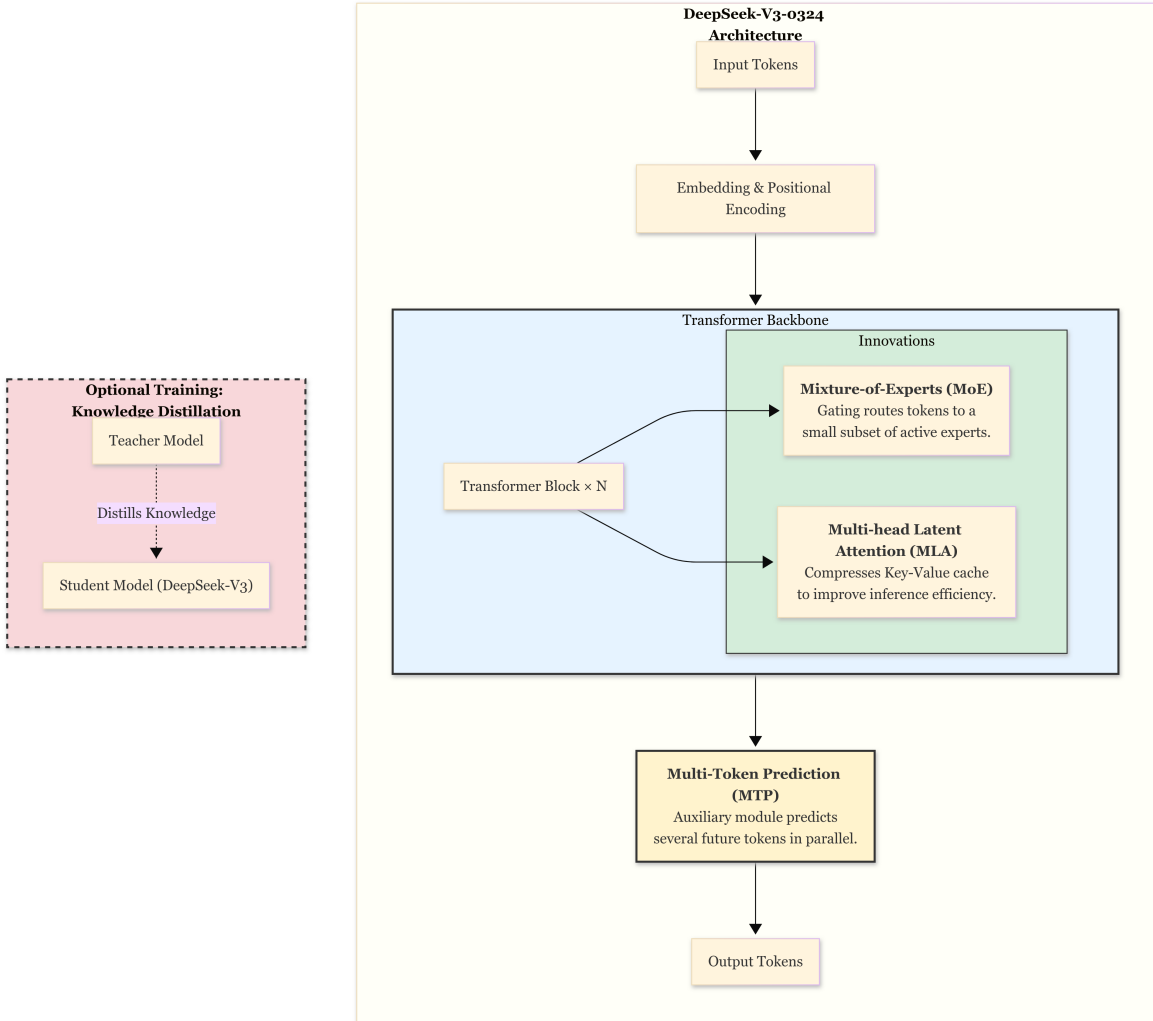 DeepSeek-V3-0324
Architecture
Input Tokens
Embedding & Positional
Encoding
Transformer Backbone
Innovations
Mixture-of-Experts (MoE)
Gating routes tokens to a
small subset of active experts.
Transformer Block × N
Multi-head Latent
Attention (MLA)
Compresses Key-Value cache
to improve inference efficiency.
Multi-Token Prediction
(MTP)
Auxiliary module predicts
several future tokens in parallel.
Output Tokens
Optional Training:
Knowledge Distillation
Teacher Model
Distills Knowledge
Student Model (DeepSeek-V3)